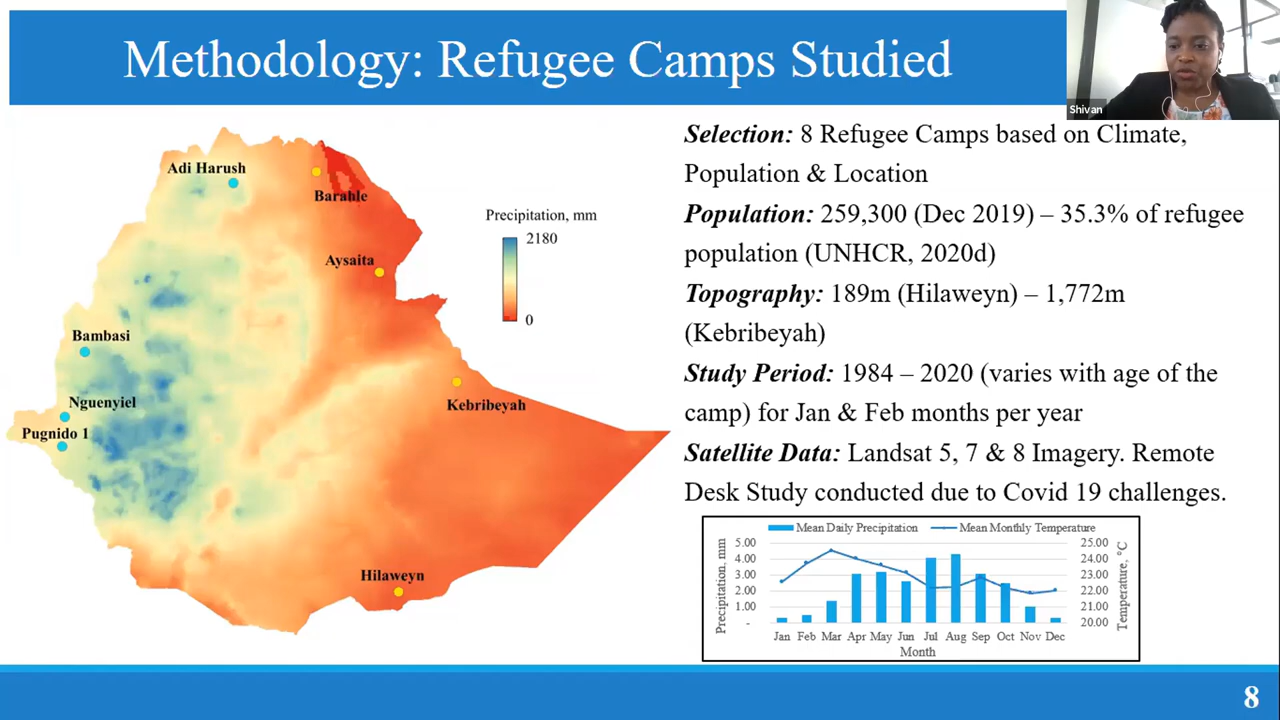 Methodology: Refugee Camps Studied
Shivan
Selection: 8 Refugee Camps based on Climate,
Population & Location
Population: 259,300 (Dec 2019) – 35.3% of refugee
population (UNHCR, 2020d)
Topography: 189m (Hilaweyn) – 1,772m
(Kebribeyah)
Study Period: 1984 – 2020 (varies with age of the
camp) for Jan & Feb months per year
Satellite Data: Landsat 5, 7 & 8 Imagery. Remote
Desk Study conducted due to Covid 19 challenges.
Adi Harush
Barahle
Precipitation, mm
2180
0
Aysaita
Bambasi
Nguenyiel
Kebribeyah
Pugnido 1
Hilaweyn
Mean Daily Precipitation Mean Monthly Temperature
Precipitation, mm
5.00
4.00
3.00
2.00
1.00
-
25.00
24.00
23.00
22.00
21.00
20.00
Temperature, °C
Jan Feb Mar Apr May Jun Jul Aug Sep Oct Nov Dec
Month
8